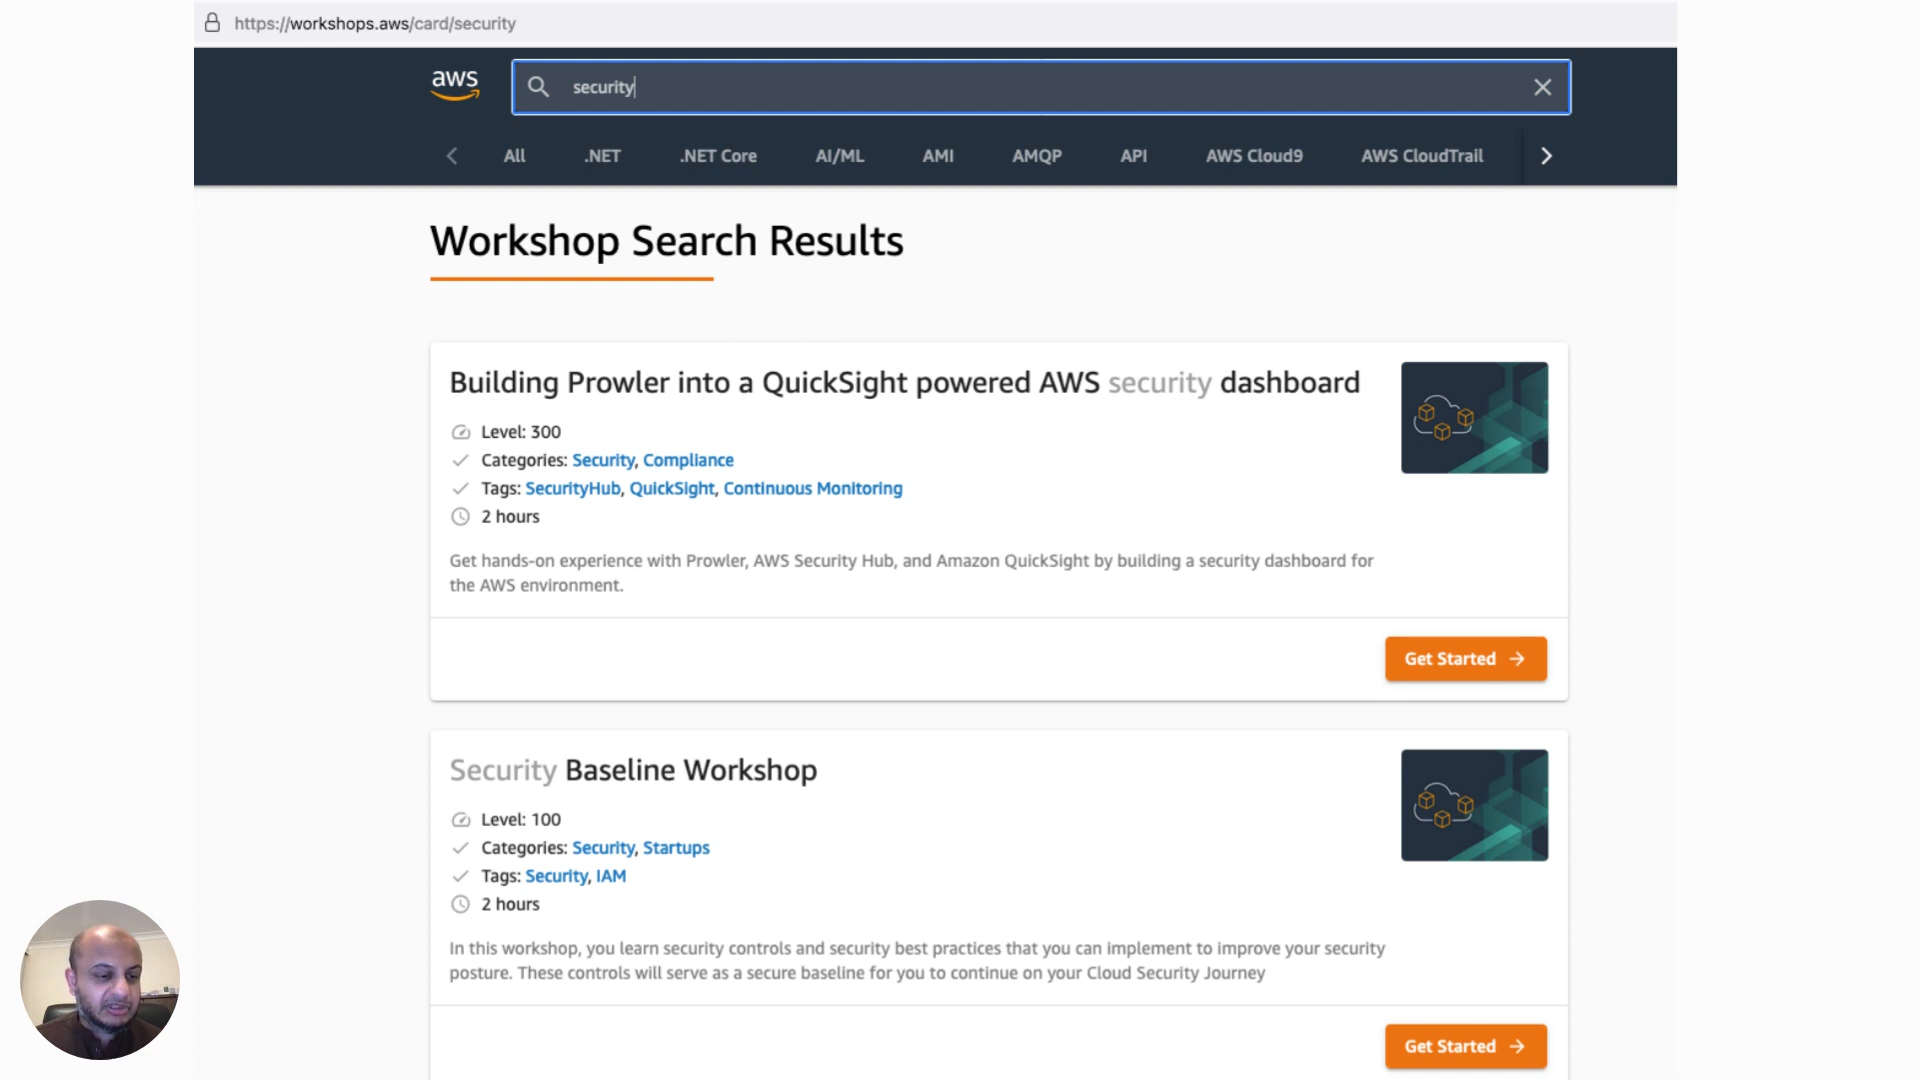 https://workshops.aws/card/security
aws
security
All .NET .NET Core AI/ML AMI AMQP API AWS Cloud9 AWS CloudTrail
Workshop Search Results
Building Prowler into a QuickSight powered AWS security dashboard
Level: 300
Categories: Security, Compliance
Tags: SecurityHub, QuickSight, Continuous Monitoring
2 hours
Get hands-on experience with Prowler, AWS Security Hub, and Amazon QuickSight by building a security dashboard for
the AWS environment.
Get Started
Security Baseline Workshop
Level: 100
Categories: Security, Startups
Tags: Security, IAM
2 hours
In this workshop, you learn security controls and security best practices that you can implement to improve your security
posture. These controls will serve as a secure baseline for you to continue on your Cloud Security Journey
Get Started